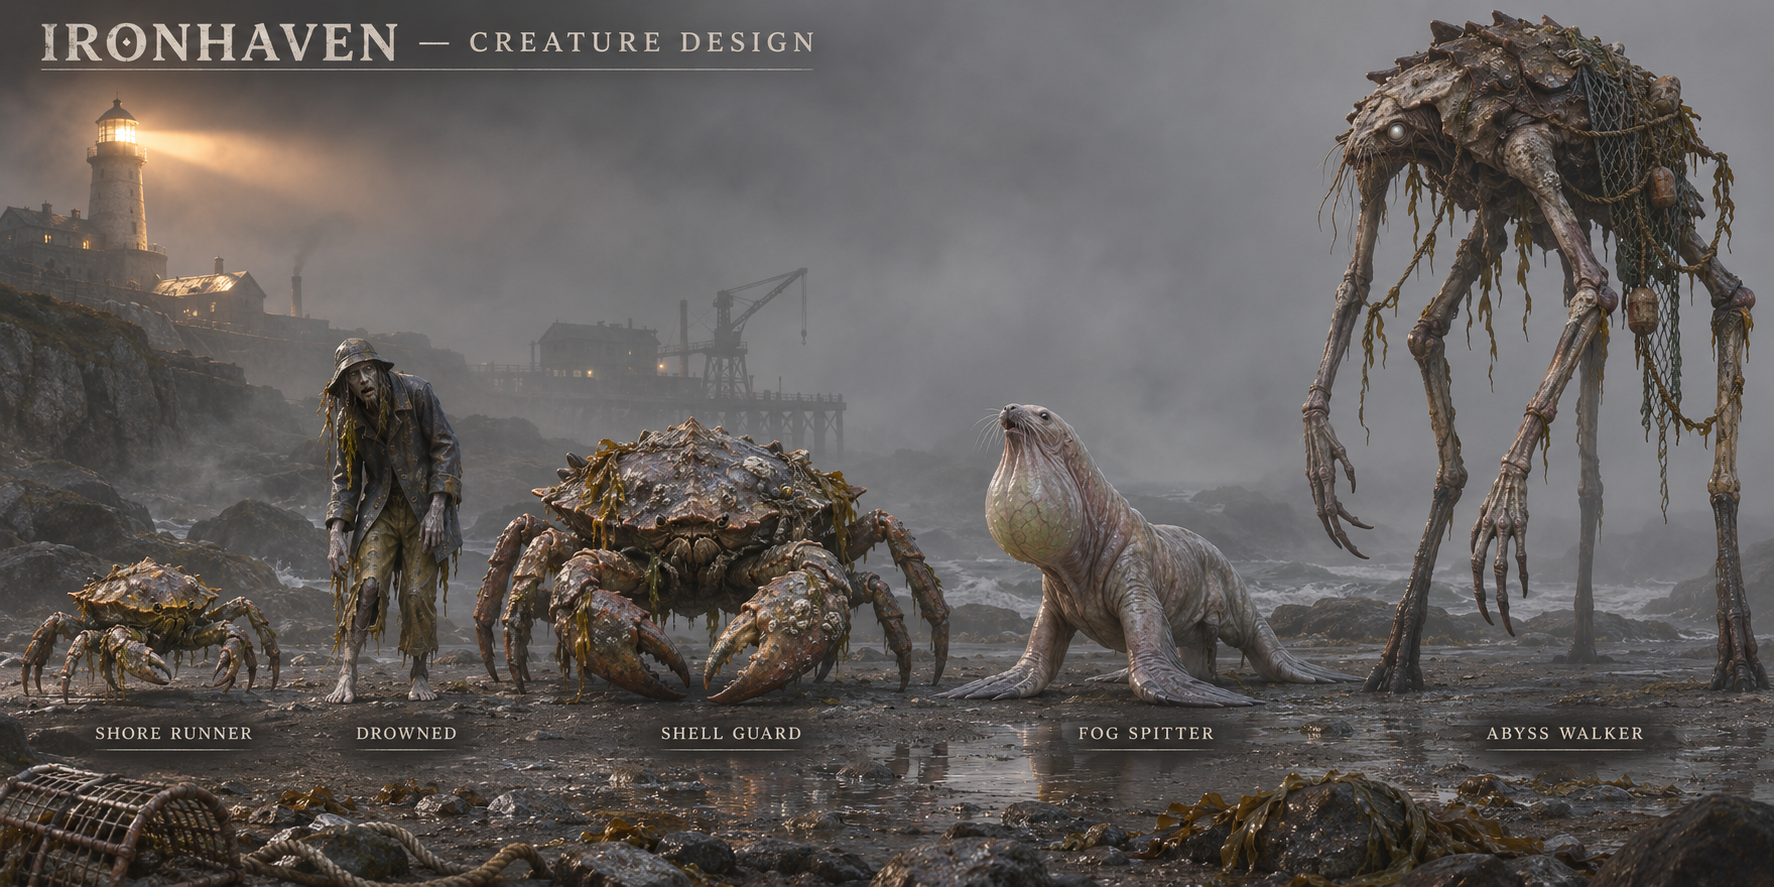 IRONHAVEN — CREATURE DESIGN
SHORE RUNNER
DROWNED
SHELL GUARD
FOG SPITTER
ABYSS WALKER